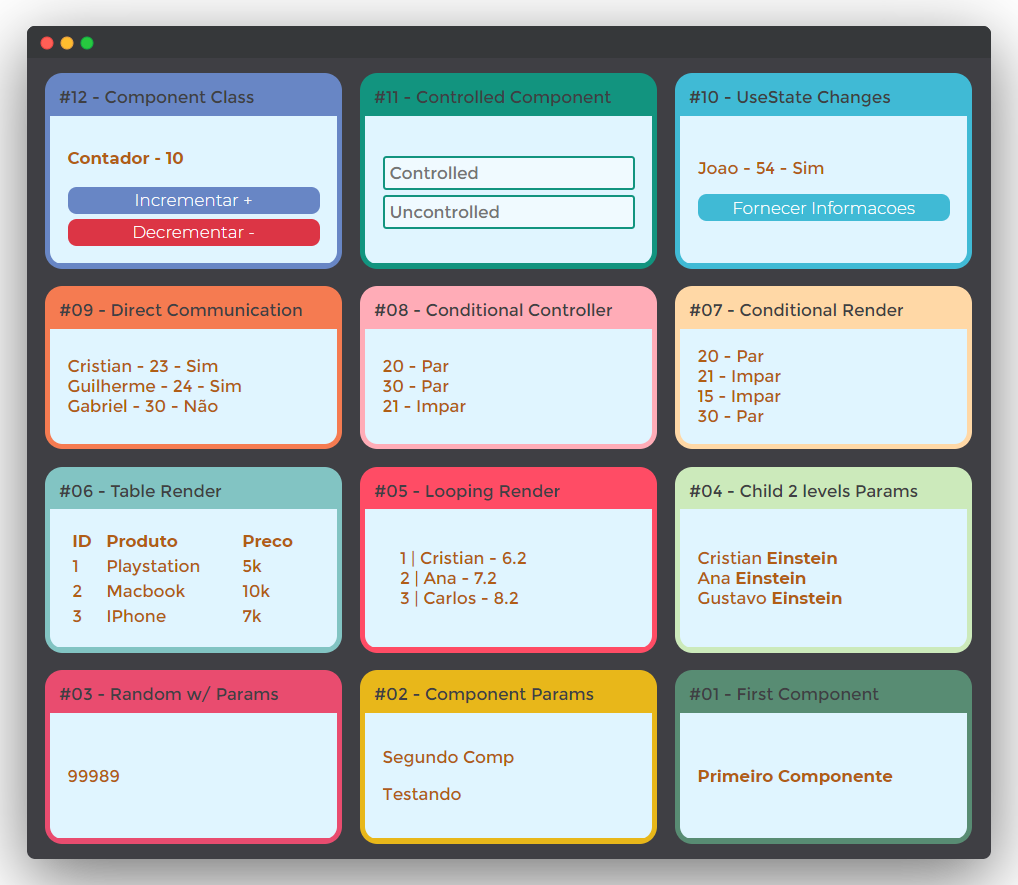 #12 - Component Class
Contador - 10
Incrementar +
Decrementar -
#11 - Controlled Component
Controlled
Uncontrolled
#10 - UseState Changes
Joao - 54 - Sim
Fornecer Informacoes
#09 - Direct Communication
Cristian - 23 - Sim
Guilherme - 24 - Sim
Gabriel - 30 - Não
#08 - Conditional Controller
20 - Par
30 - Par
21 - Impar
#07 - Conditional Render
20 - Par
21 - Impar
15 - Impar
30 - Par
#06 - Table Render
ID Produto Preco
1 Playstation 5k
2 Macbook 10k
3 IPhone 7k
#05 - Looping Render
1 | Cristian - 6.2
2 | Ana - 7.2
3 | Carlos - 8.2
#04 - Child 2 levels Params
Cristian Einstein
Ana Einstein
Gustavo Einstein
#03 - Random w/ Params
99989
#02 - Component Params
Segundo Comp
Testando
#01 - First Component
Primeiro Componente